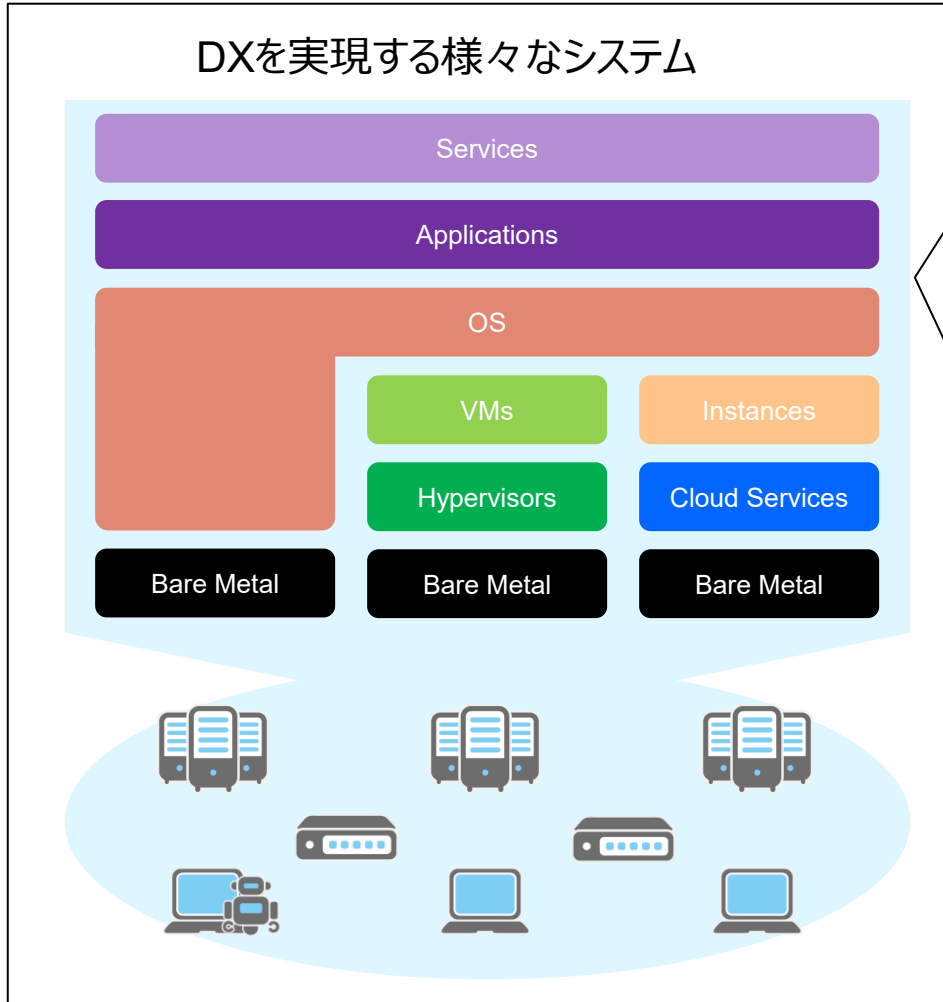 DXを実現する様々なシステム
Services
Applications
OS
VMs
Instances
Hypervisors
Cloud Services
Bare Metal
Bare Metal
Bare Metal